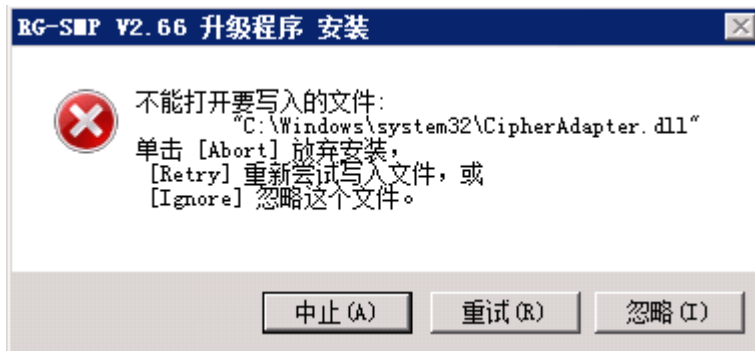 RG-SMP V2.66 升级程序 安装
不能打开要写入的文件:
"C:\Windows\system32\CipherAdapter.dll"
单击 [Abort] 放弃安装，
[Retry] 重新尝试写入文件，或
[Ignore] 忽略这个文件。
中止(A)
重试(R)
忽略(I)